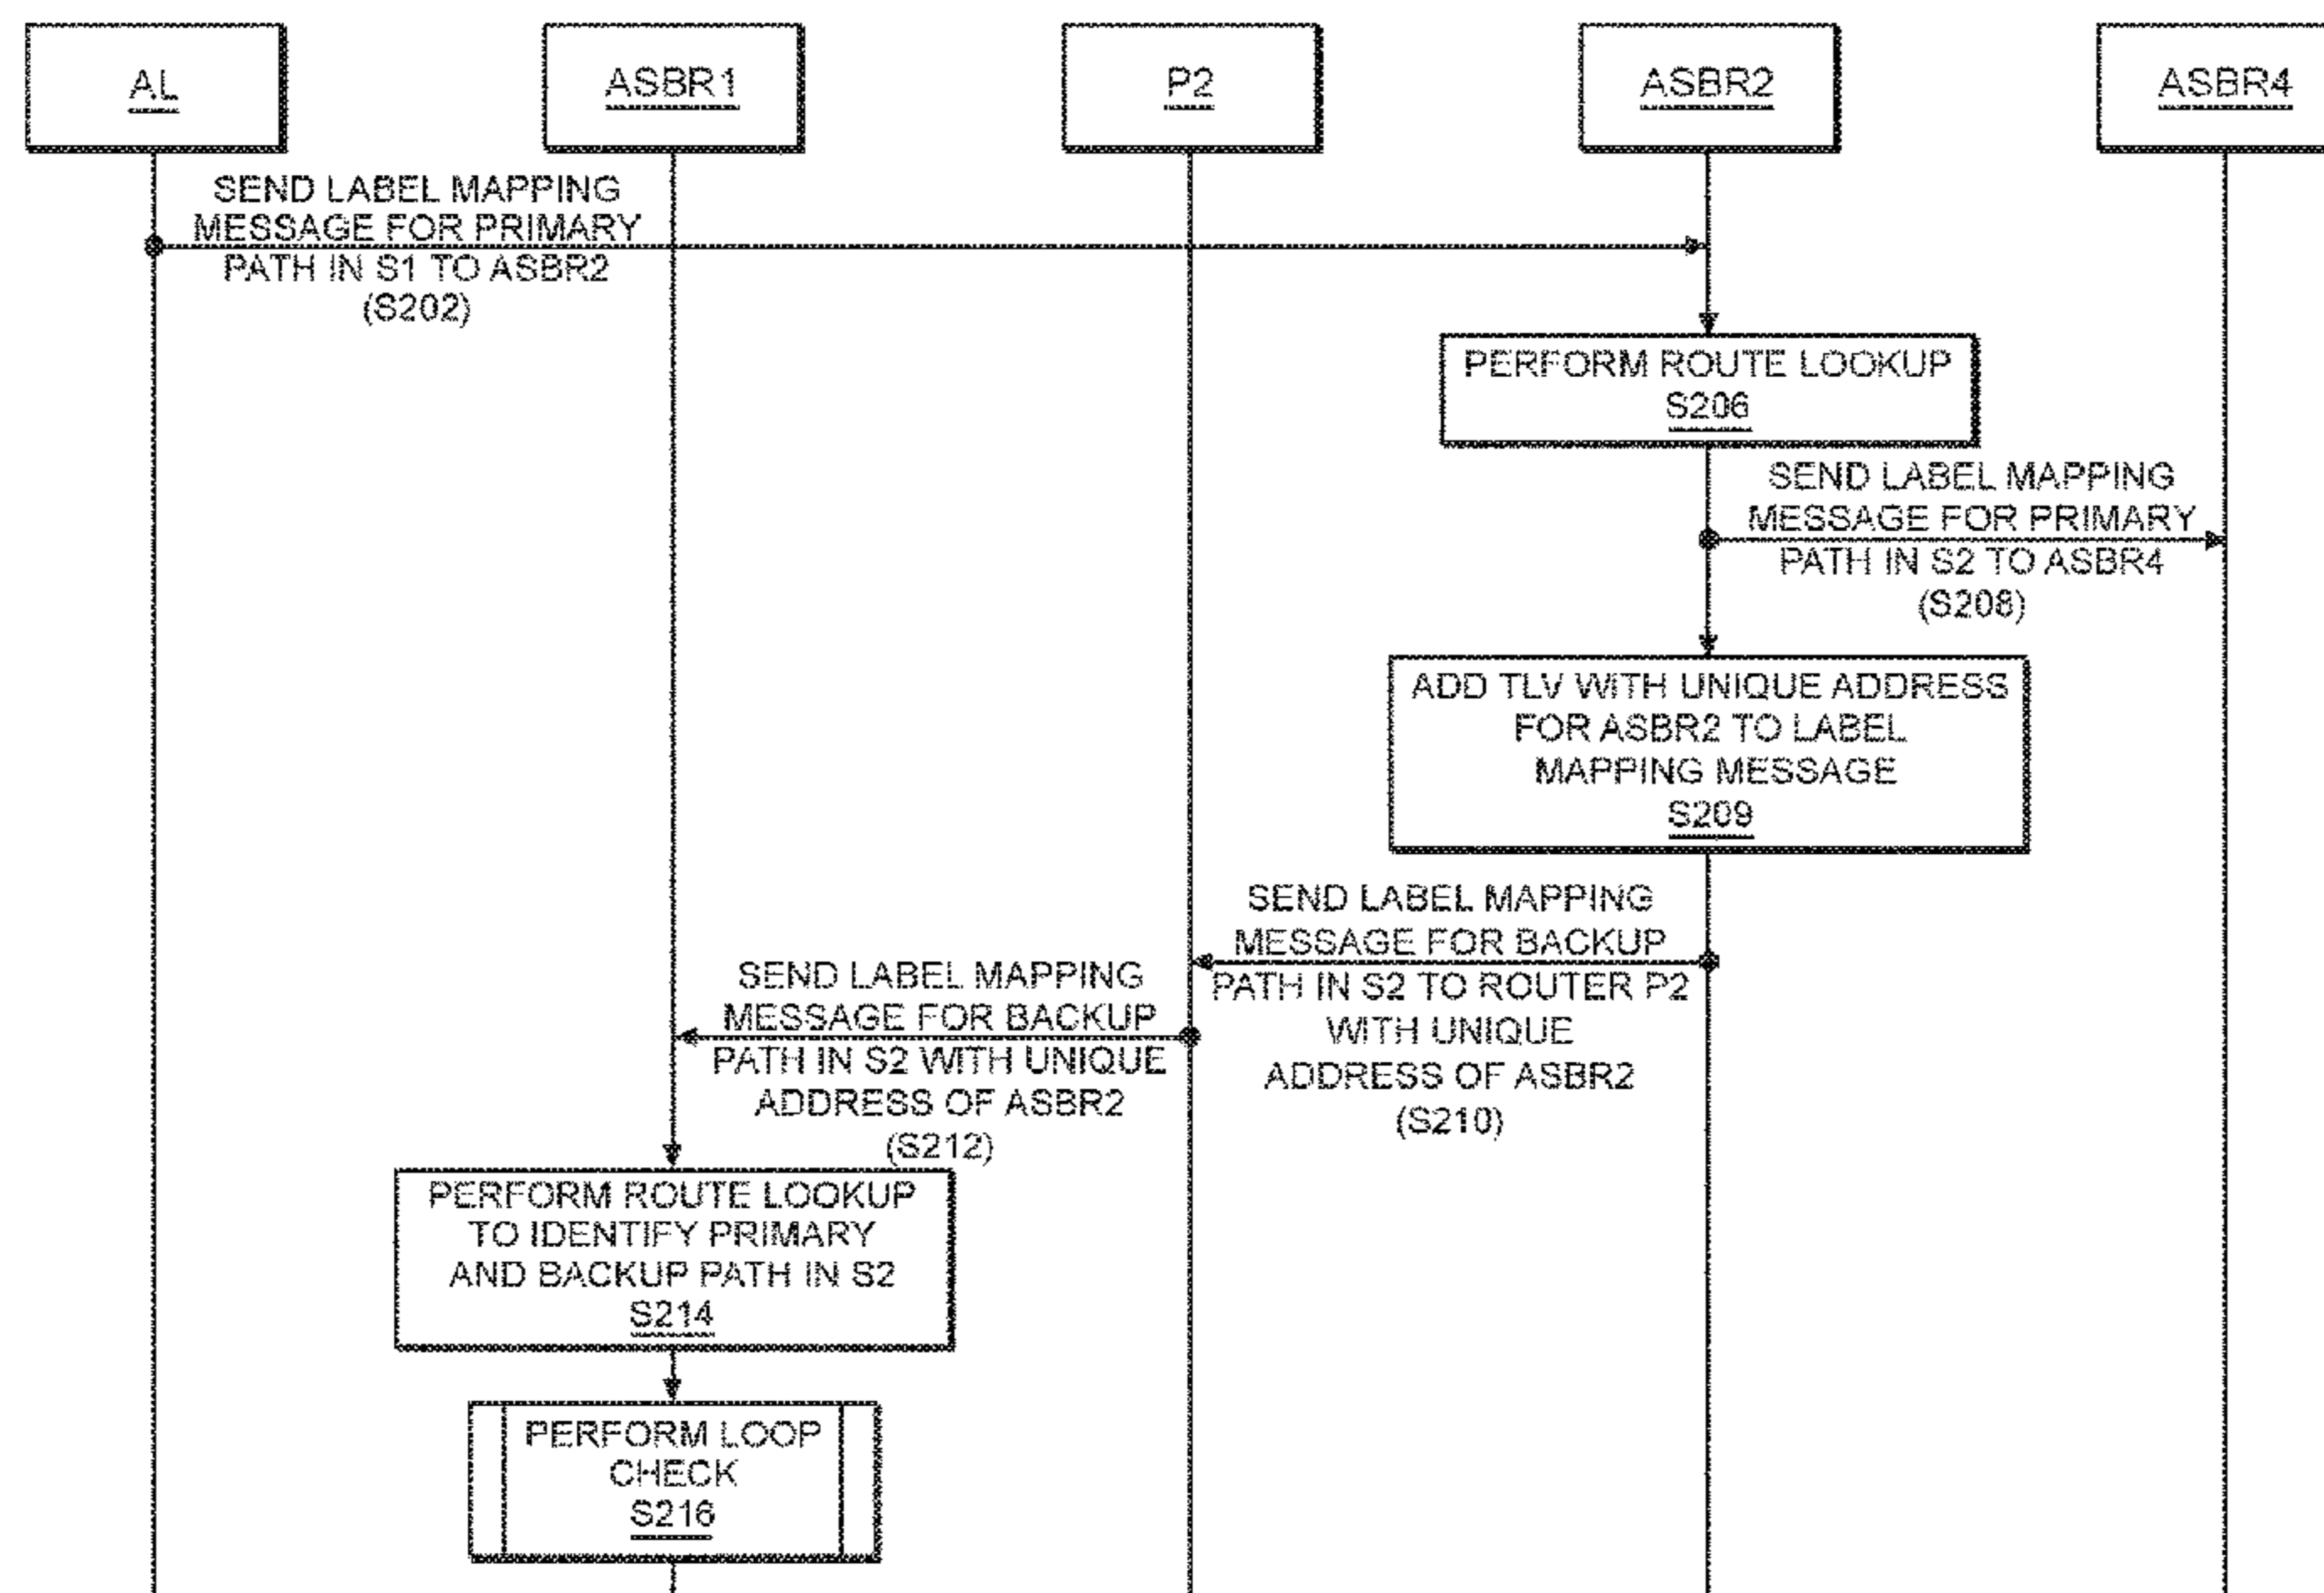 AL
ASBR1
P2
ASBR2
ASBR4
SEND LABEL MAPPING
MESSAGE FOR PRIMARY
PATH IN S1 TO ASBR2
(S202)
PERFORM ROUTE LOOKUP
S206
SEND LABEL MAPPING
MESSAGE FOR PRIMARY
PATH IN S2 TO ASBR4
(S208)
ADD TLV WITH UNIQUE ADDRESS
FOR ASBR2 TO LABEL
MAPPING MESSAGE
S209
SEND LABEL MAPPING
MESSAGE FOR BACKUP
PATH IN S2 TO ROUTER P2
WITH UNIQUE
ADDRESS OF ASBR2
(S210)
SEND LABEL MAPPING
MESSAGE FOR BACKUP
PATH IN S2 WITH UNIQUE
ADDRESS OF ASBR2
(S212)
PERFORM ROUTE LOOKUP
TO IDENTIFY PRIMARY
AND BACKUP PATH IN S2
S214
PERFORM LOOP
CHECK
S216